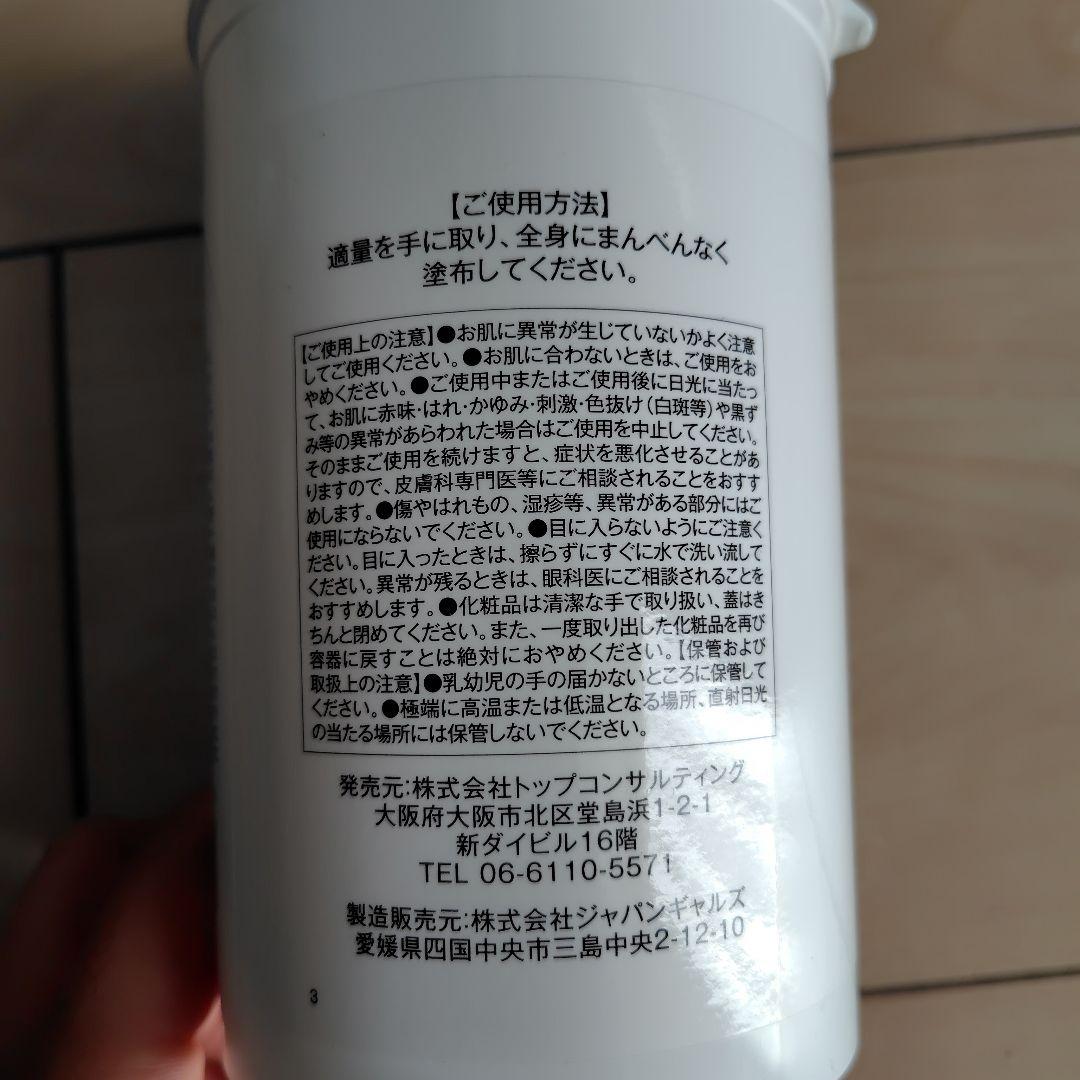 【ご使用方法】
適量を手に取り、全身にまんべんなく
塗布してください。
【ご使用上の注意】●お肌に異常が生じていないかよく注意
してご使用ください。●お肌に合わないときは、ご使用をお
やめください。●ご使用中またはご使用後に日光に当たっ
て、お肌に赤味・はれ・かゆみ・刺激・色抜け(白斑等)や黒ず
み等の異常があらわれた場合はご使用を中止してください。
そのままご使用を続けますと、症状を悪化させることがあ
りますので、皮膚科専門医等にご相談されることをおすす
めします。●傷やはれもの、湿疹等、異常がある部分にはご
使用にならないでください。●目に入らないようにご注意く
ださい。目に入ったときは、擦らずにすぐに水で洗い流して
ください。異常が残るときは、眼科医にご相談されることを
おすすめします。●化粧品は清潔な手で取り扱い、蓋はき
ちんと閉めてください。また、一度取り出した化粧品を再び
容器に戻すことは絶対におやめください。【保管および
取扱上の注意】●乳幼児の手の届かないところに保管して
ください。●極端に高温または低温となる場所、直射日光
の当たる場所には保管しないでください。
発売元:株式会社トップコンサルティング
大阪府大阪市北区堂島浜1-2-1
新ダイビル16階
TEL 06-6110-5571
製造販売元:株式会社ジャパンギャルズ
愛媛県四国中央市三島中央2-12-10
3